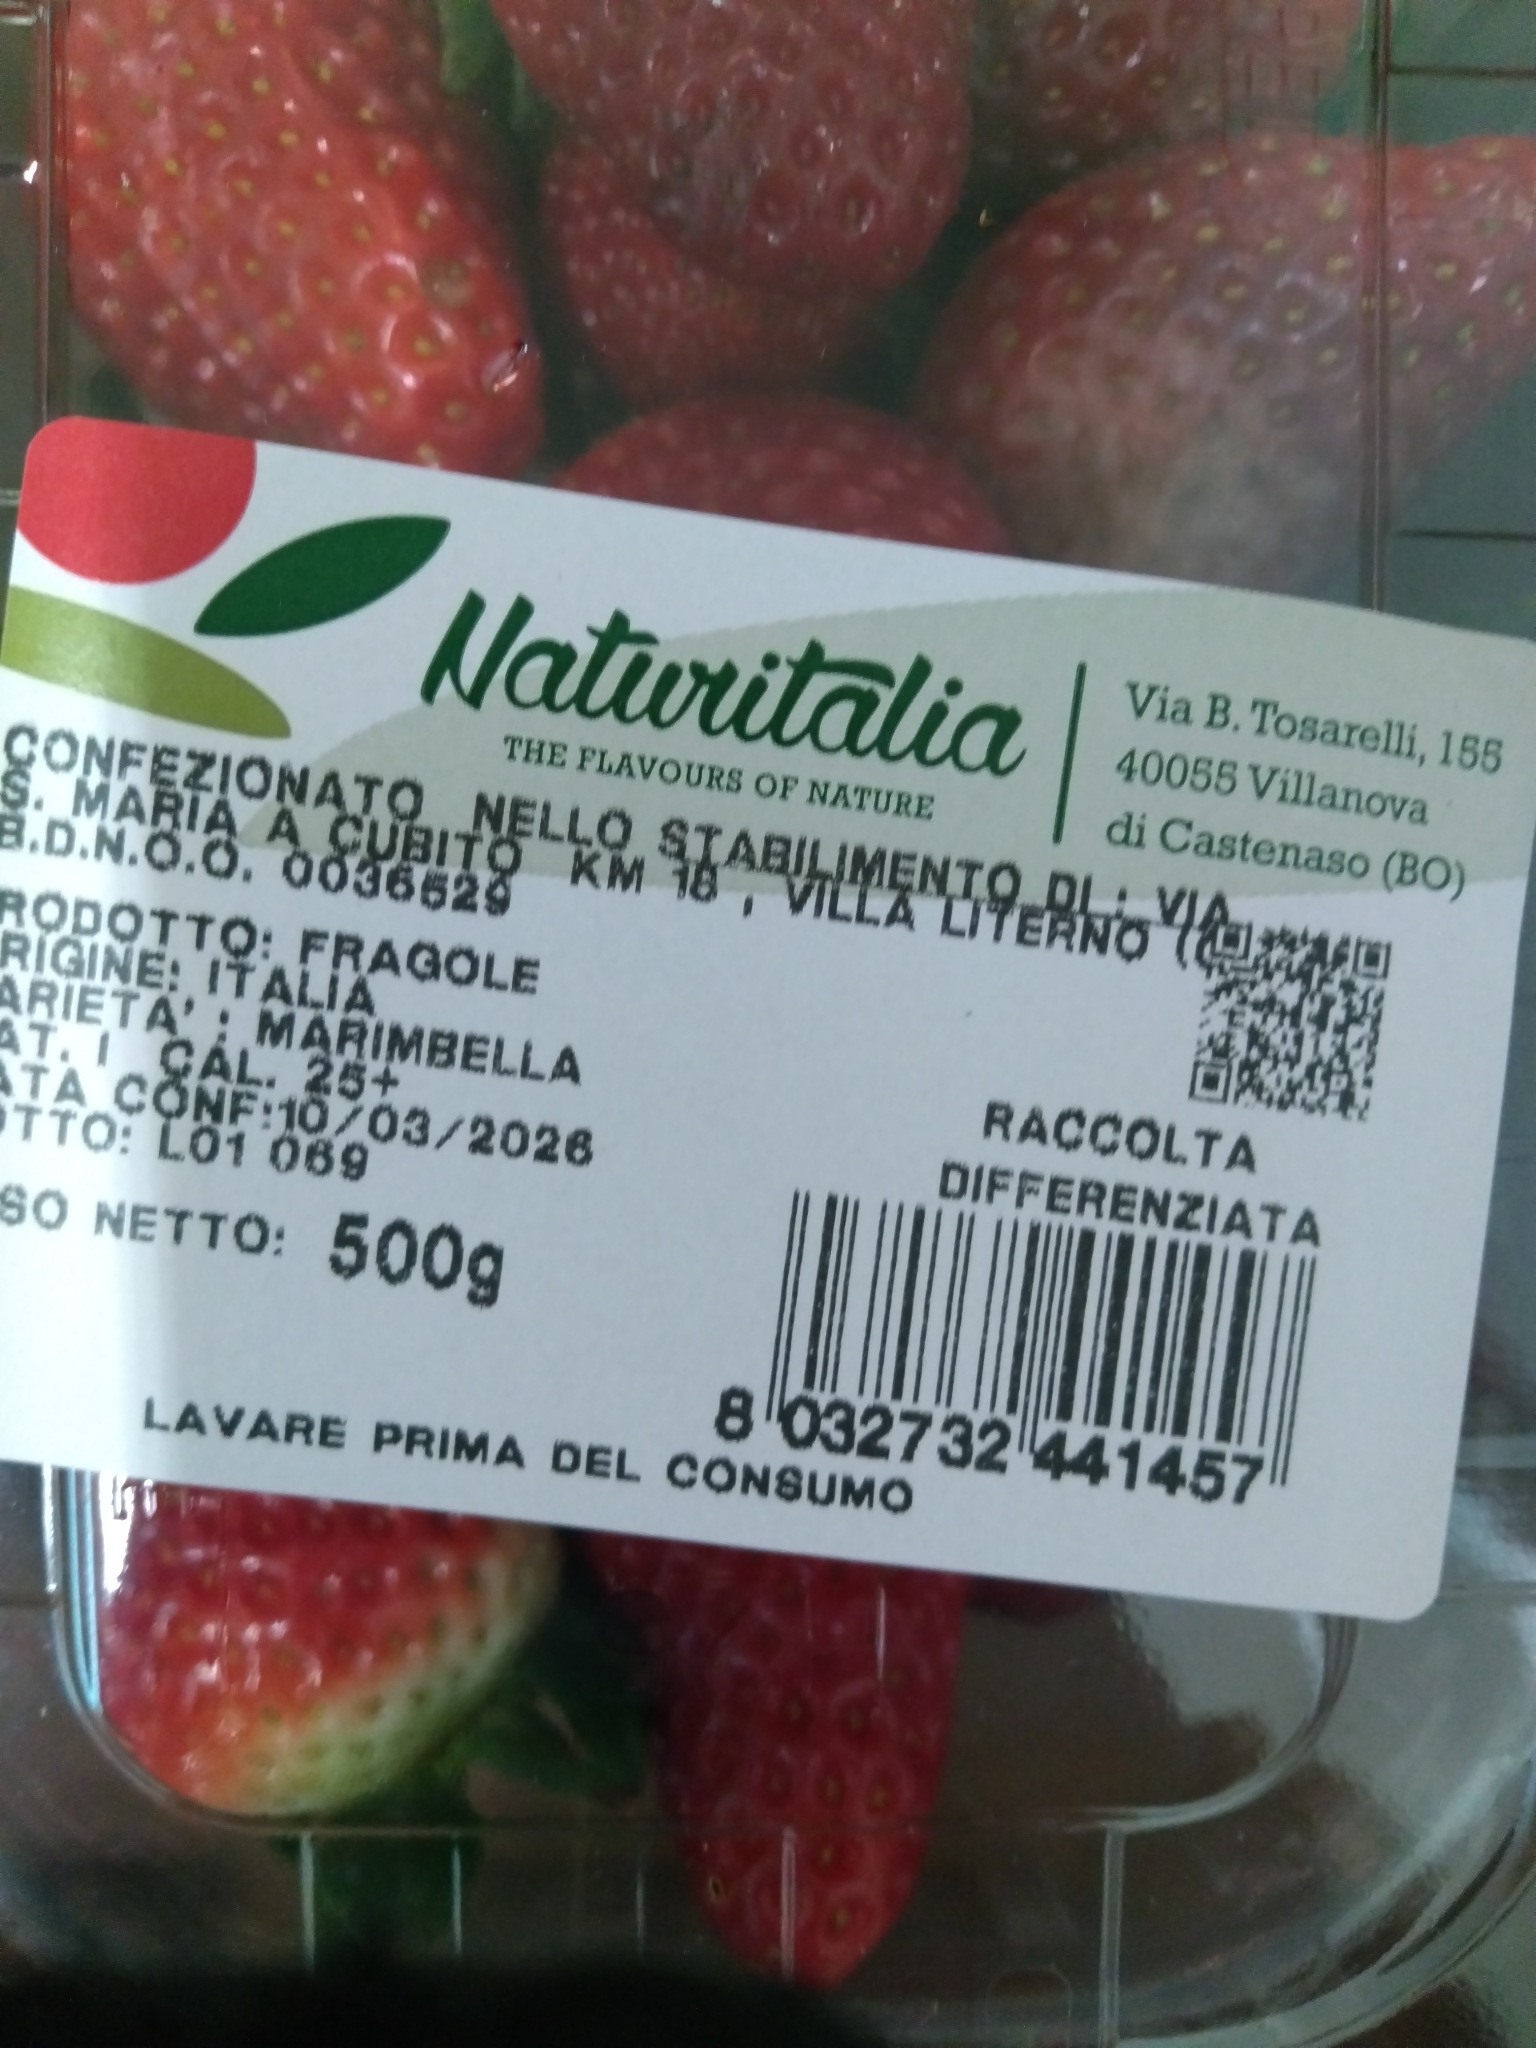 Naturitalia
THE FLAVOURS OF NATURE
Via B. Tosarelli, 155
40055 Villanova
di Castenaso (BO)
CONFEZIONATO NELLO STABILIMENTO DI : VIA
S. MARIA A CUBITO KM 18 , VILLA LITERNO (C
B.D.N.O.O. 0036529
RODOTTO: FRAGOLE
RIGINE: ITALIA
ARIETA' : MARIMBELLA
AT. I CAL. 25+
ATA CONF:10/03/2026
OTTO: L01 069
SO NETTO: 500g
RACCOLTA
DIFFERENZIATA
8 032732 441457
LAVARE PRIMA DEL CONSUMO